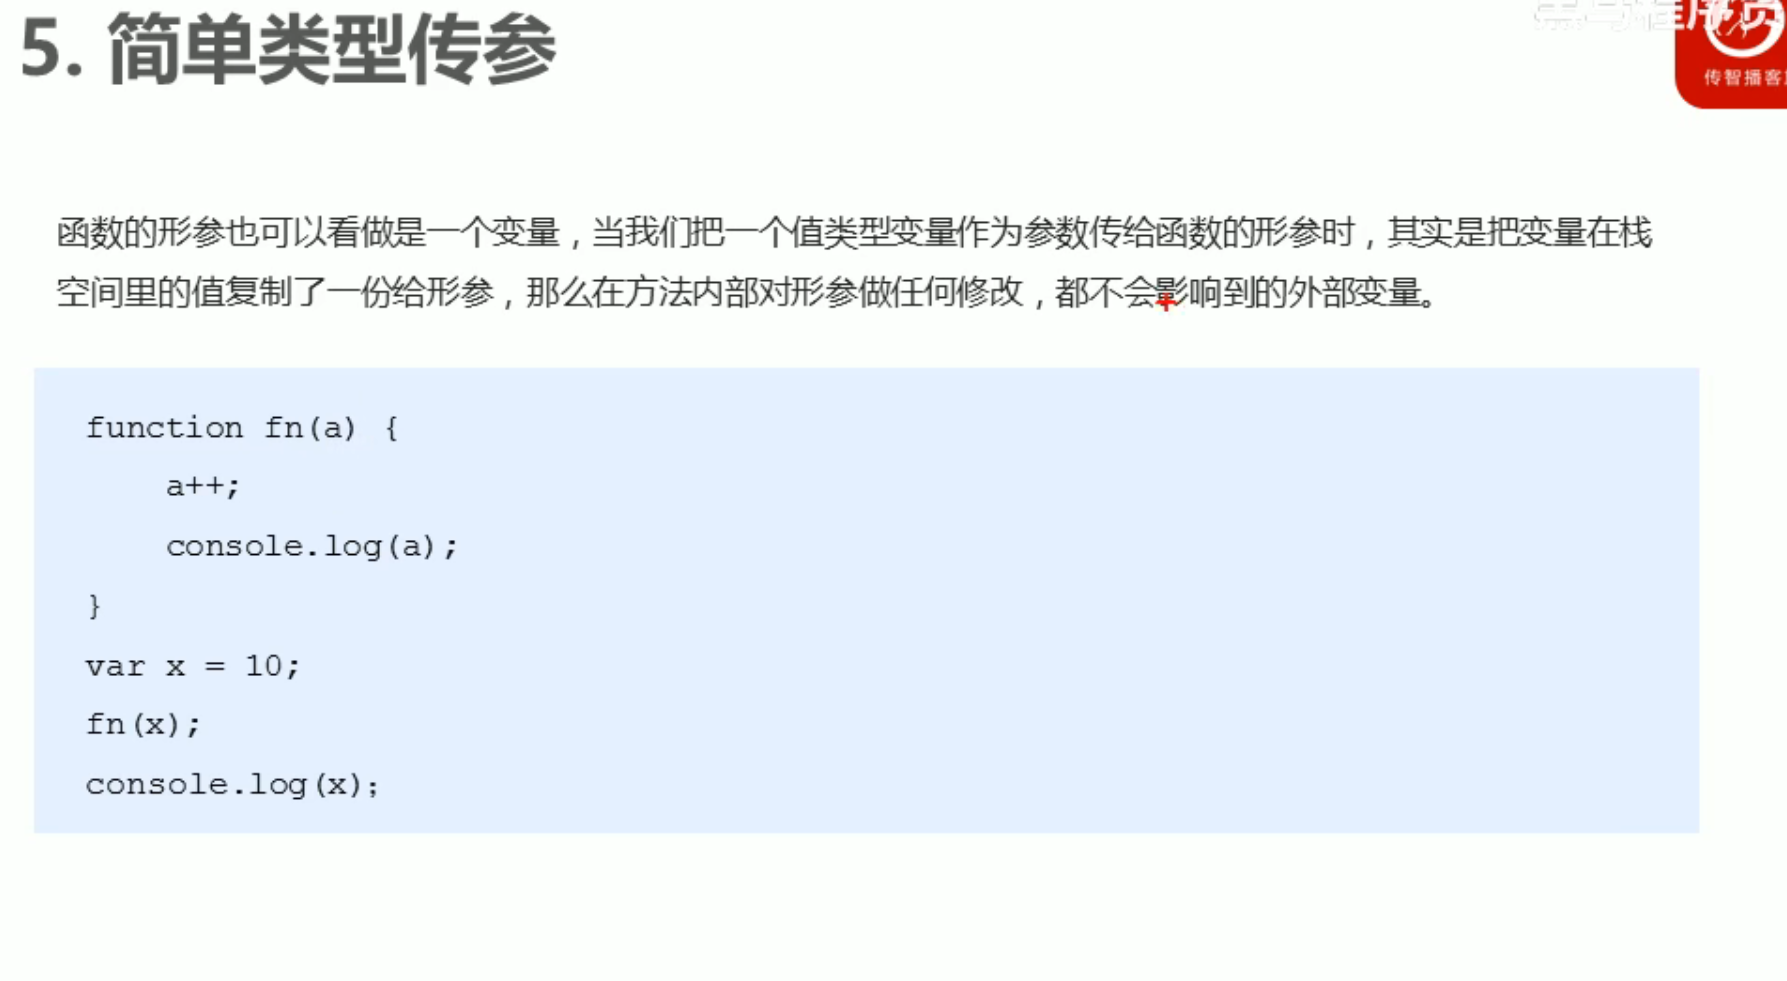 5. 简单类型传参
传智播客
函数的形参也可以看做是一个变量，当我们把一个值类型变量作为参数传给函数的形参时，其实是把变量在栈
空间里的值复制了一份给形参，那么在方法内部对形参做任何修改，都不会影响到的外部变量。
function fn(a) {
    a++;
    console.log(a);
}
var x = 10;
fn(x);
console.log(x);